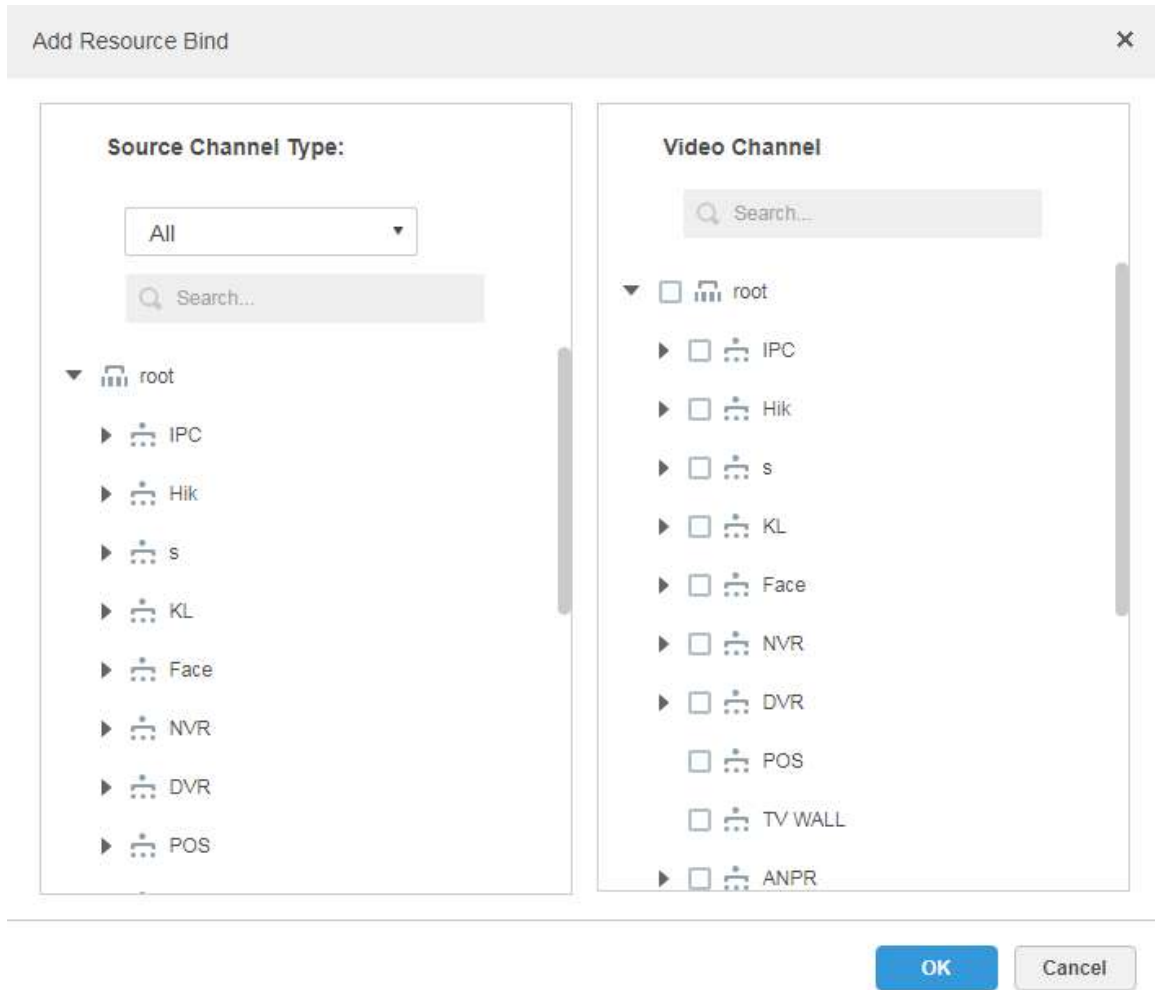 Add Resource Bind
Source Channel Type:
All
Search...
root
IPC
Hik
s
KL
Face
NVR
DVR
POS
Video Channel
Search...
root
IPC
Hik
s
KL
Face
NVR
DVR
POS
TV WALL
ANPR
OK
Cancel